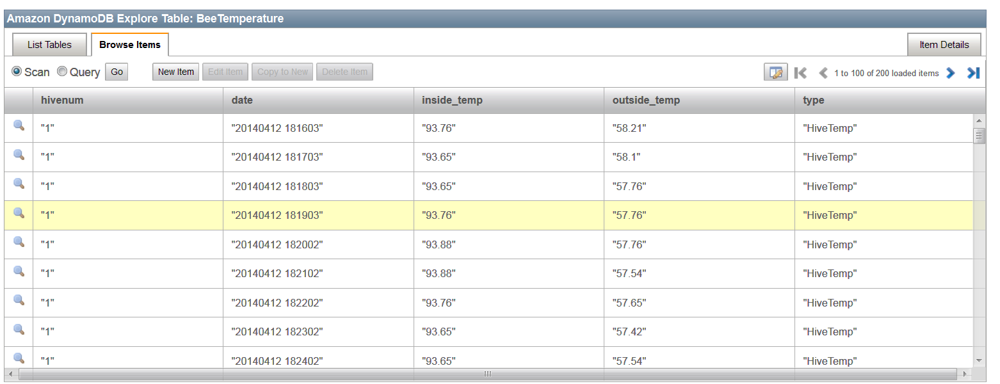 Amazon DynamoDB Explore Table: BeeTemperature
List Tables Browse Items Item Details
Scan Query Go New Item Edit Item Copy to New Delete Item 1 to 100 of 200 loaded items
hivenum date inside_temp outside_temp type
"1" "20140412 181603" "93.76" "58.21" "HiveTemp"
"1" "20140412 181703" "93.65" "58.1" "HiveTemp"
"1" "20140412 181803" "93.65" "57.76" "HiveTemp"
"1" "20140412 181903" "93.76" "57.76" "HiveTemp"
"1" "20140412 182002" "93.88" "57.76" "HiveTemp"
"1" "20140412 182102" "93.88" "57.54" "HiveTemp"
"1" "20140412 182202" "93.76" "57.65" "HiveTemp"
"1" "20140412 182302" "93.65" "57.42" "HiveTemp"
"1" "20140412 182402" "93.65" "57.54" "HiveTemp"